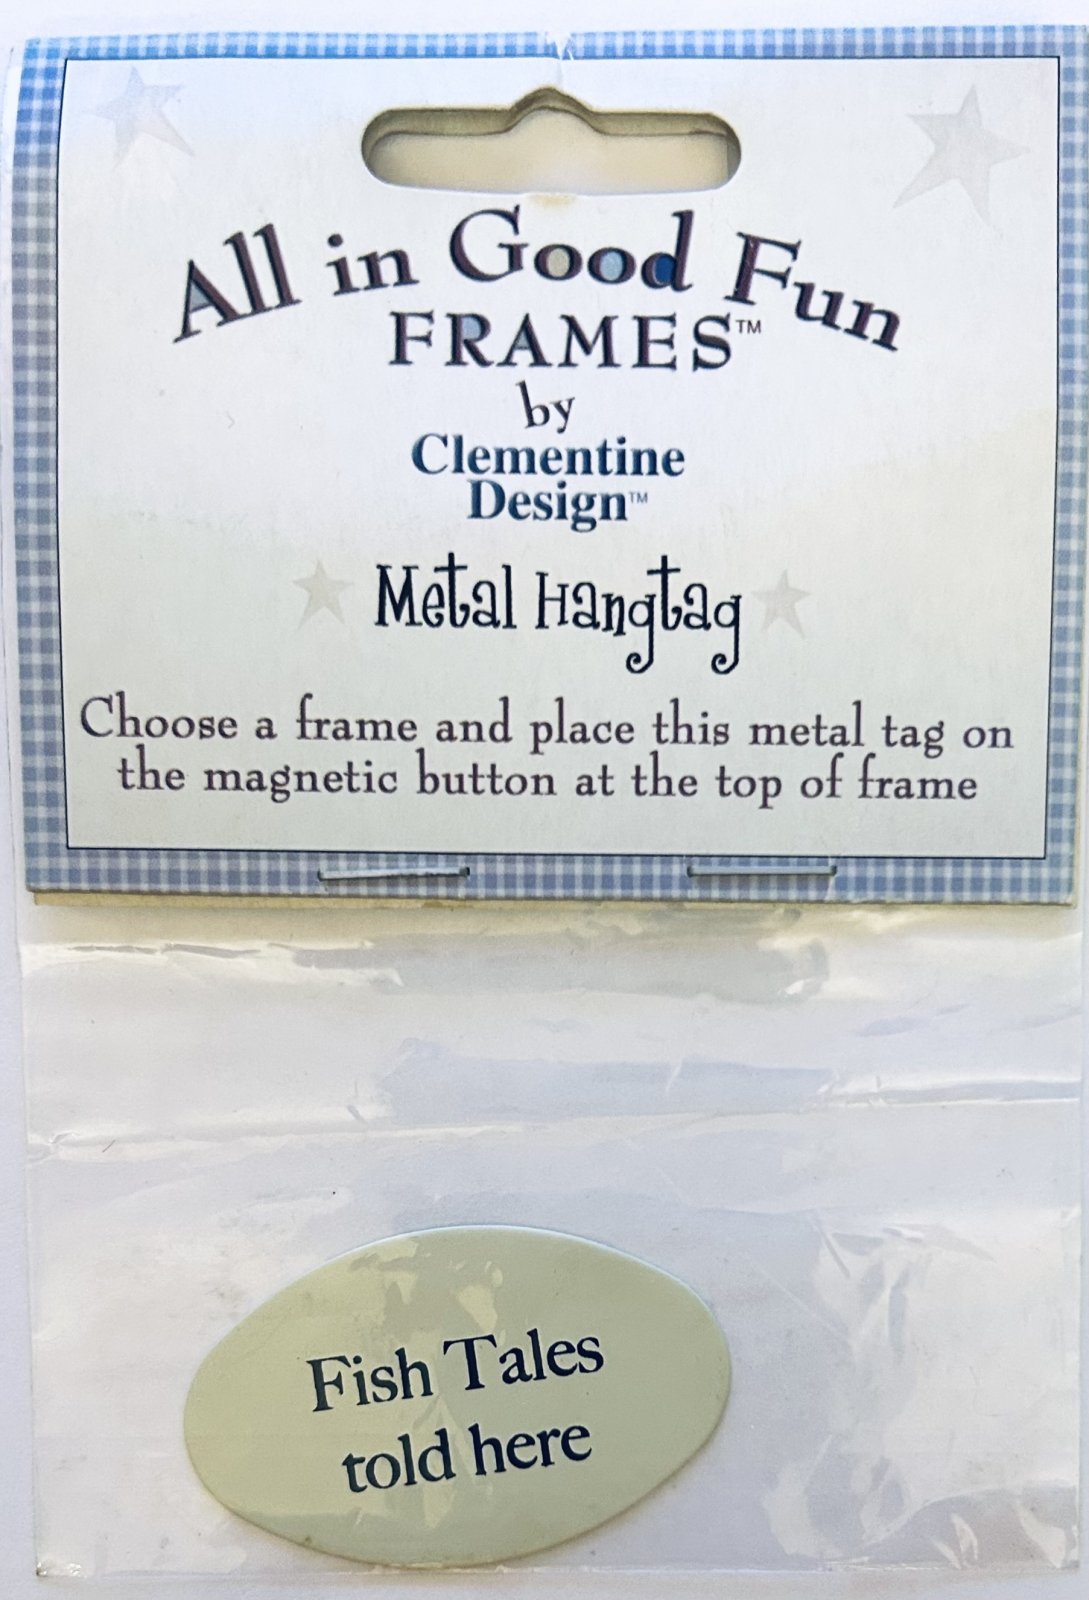 All in Good Fun
FRAMES™
by
Clementine
Design™
Metal Hangtag
Choose a frame and place this metal tag on
the magnetic button at the top of frame
Fish Tales
told here